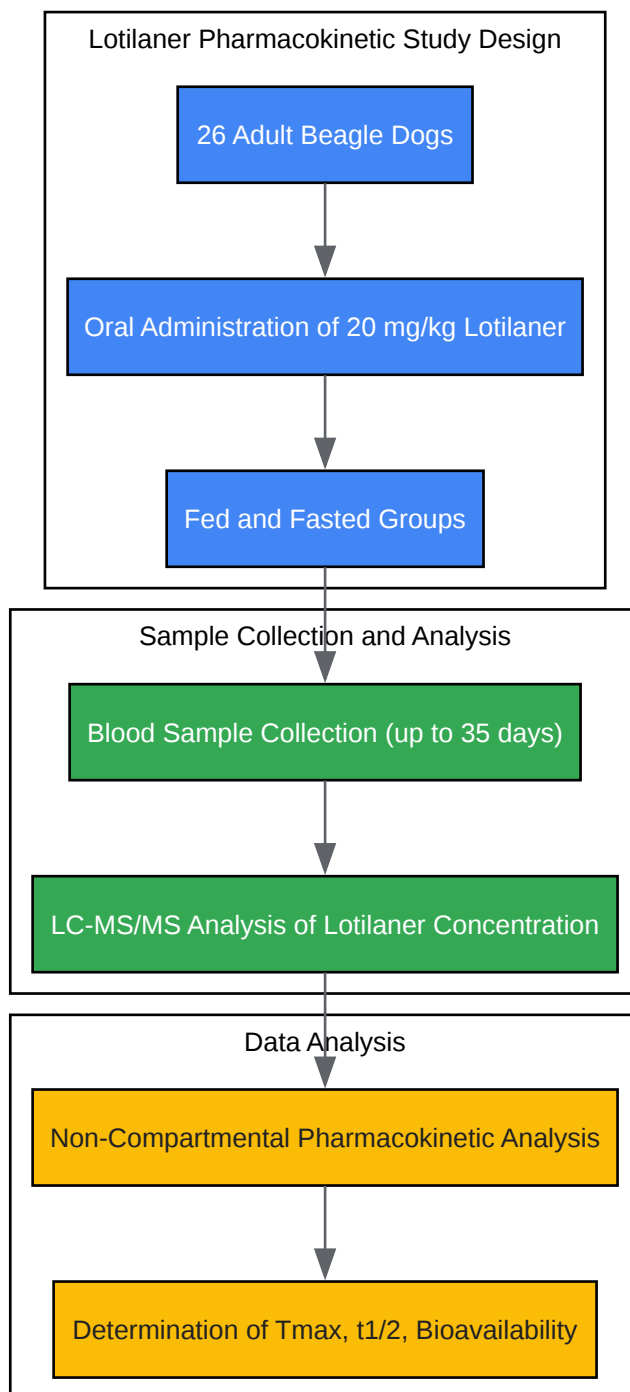 Lotilaner Pharmacokinetic Study Design
26 Adult Beagle Dogs
Oral Administration of 20 mg/kg Lotilaner
Fed and Fasted Groups
Sample Collection and Analysis
Blood Sample Collection (up to 35 days)
LC-MS/MS Analysis of Lotilaner Concentration
Data Analysis
Non-Compartmental Pharmacokinetic Analysis
Determination of Tmax, t1/2, Bioavailability